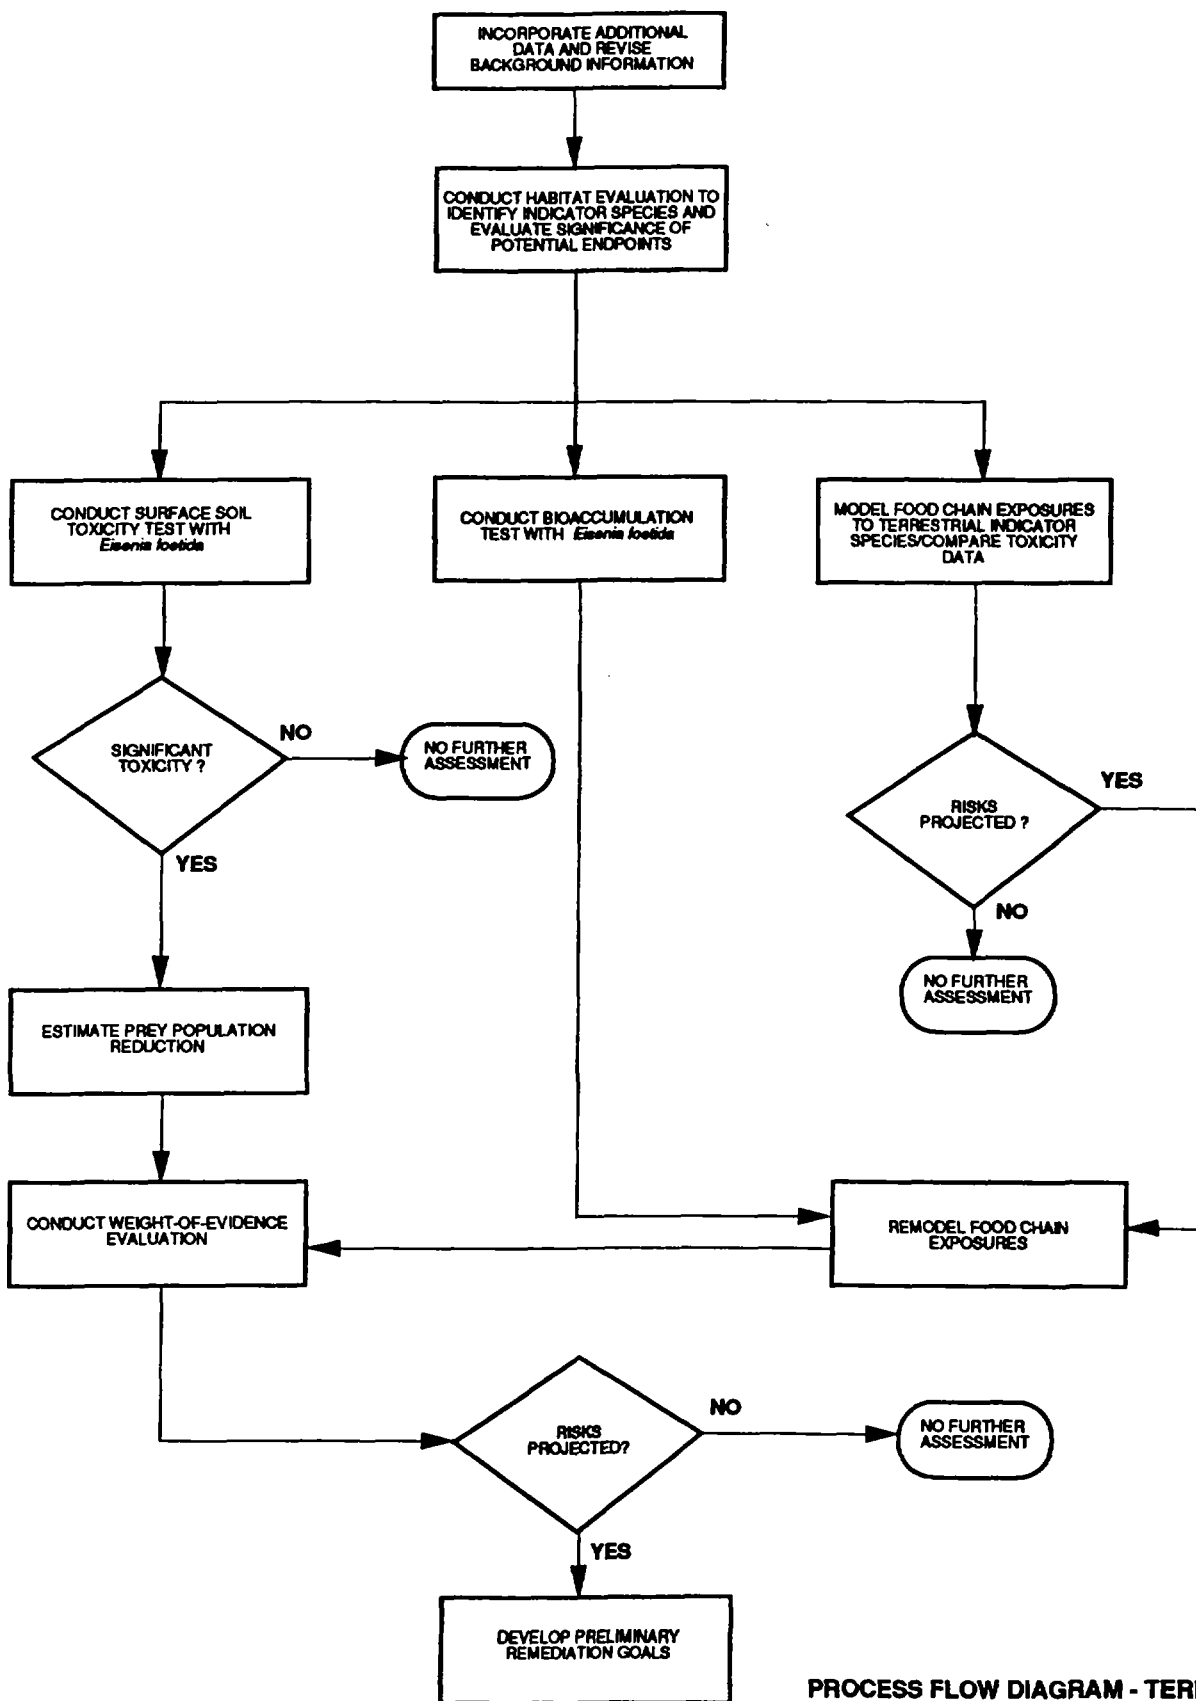 INCORPORATE ADDITIONAL
DATA AND REVISE
BACKGROUND INFORMATION
CONDUCT HABITAT EVALUATION TO
IDENTIFY INDICATOR SPECIES AND
EVALUATE SIGNIFICANCE OF
POTENTIAL ENDPOINTS
CONDUCT SURFACE SOIL
TOXICITY TEST WITH
Eisenia foetida
CONDUCT BIOACCUMULATION
TEST WITH Eisenia foetida
MODEL FOOD CHAIN EXPOSURES
TO TERRESTRIAL INDICATOR
SPECIES/COMPARE TOXICITY
DATA
SIGNIFICANT
TOXICITY ?
NO
NO FURTHER
ASSESSMENT
YES
RISKS
PROJECTED ?
YES
NO
NO FURTHER
ASSESSMENT
ESTIMATE PREY POPULATION
REDUCTION
CONDUCT WEIGHT-OF-EVIDENCE
EVALUATION
REMODEL FOOD CHAIN
EXPOSURES
RISKS
PROJECTED?
NO
NO FURTHER
ASSESSMENT
YES
DEVELOP PRELIMINARY
REMEDIATION GOALS
PROCESS FLOW DIAGRAM - TER